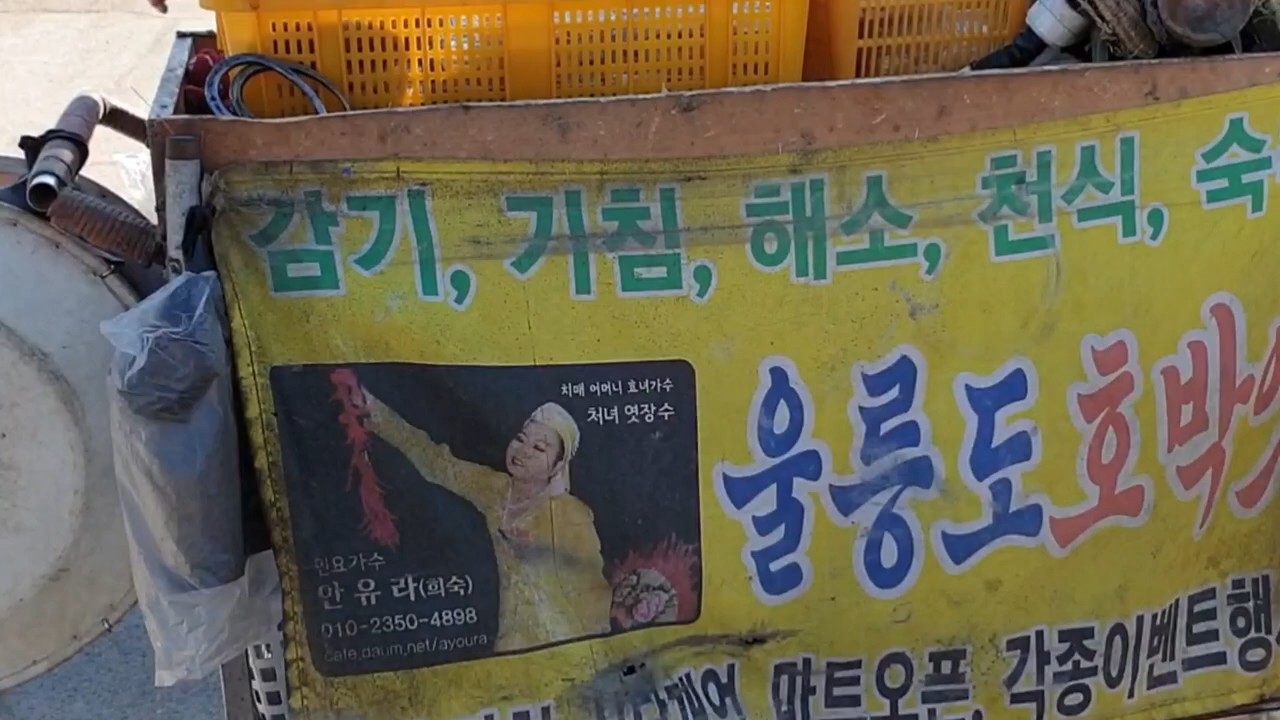 감기, 기침, 해소, 천식, 숙
치매 어머니 효녀가수
처녀 엿장수
울릉도호박
민요가수
안유라(희숙)
010-2350-4898
cafe.daum.net/ayoura
마트오픈, 각종이벤트행